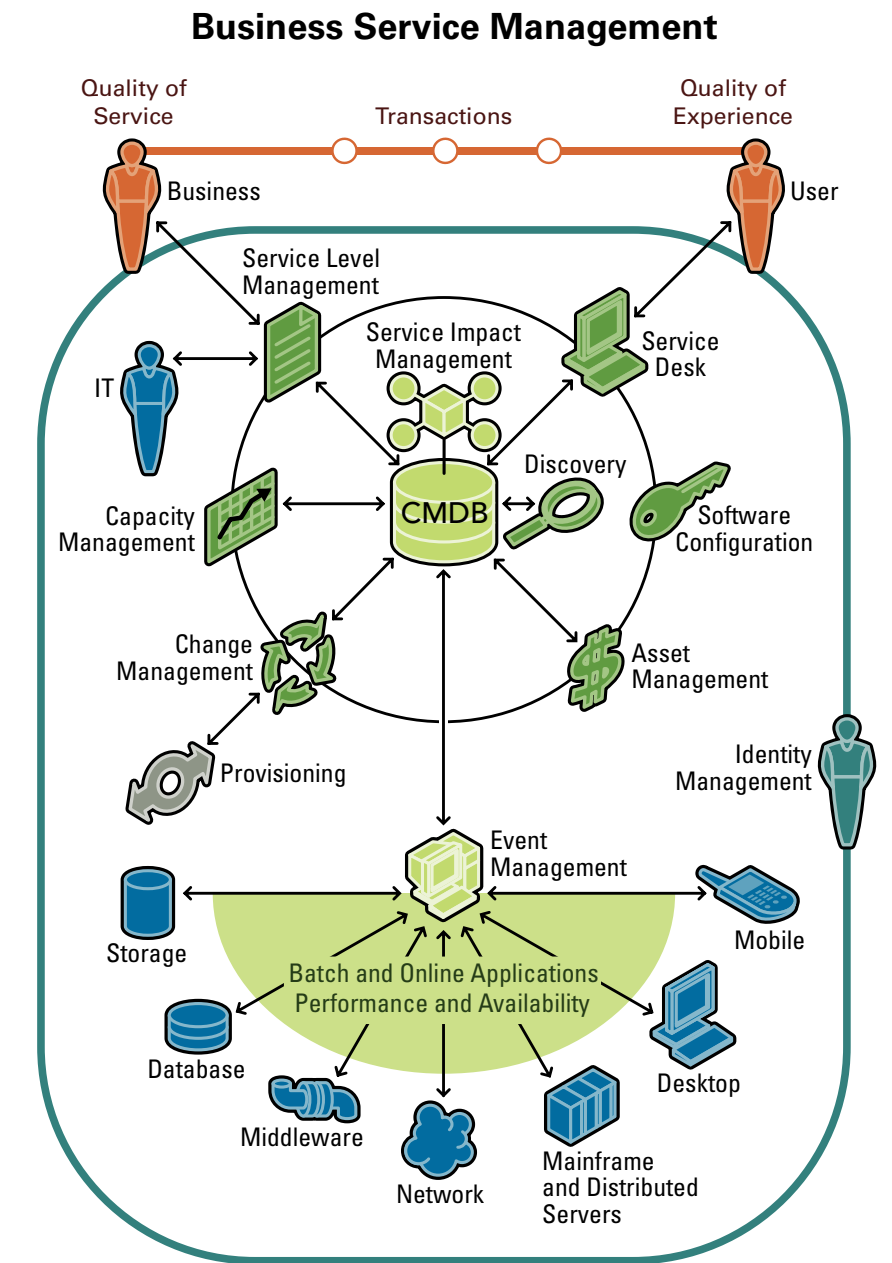 Business Service Management
Quality of
Service
Transactions
Quality of
Experience
Business
User
Service Level
Management
Service Impact
Management
Service
Desk
IT
Discovery
CMDB
Capacity
Management
Software
Configuration
Change
Management
Asset
Management
Provisioning
Identity
Management
Event
Management
Storage
Mobile
Batch and Online Applications
Performance and Availability
Database
Desktop
Middleware
Network
Mainframe
and Distributed
Servers